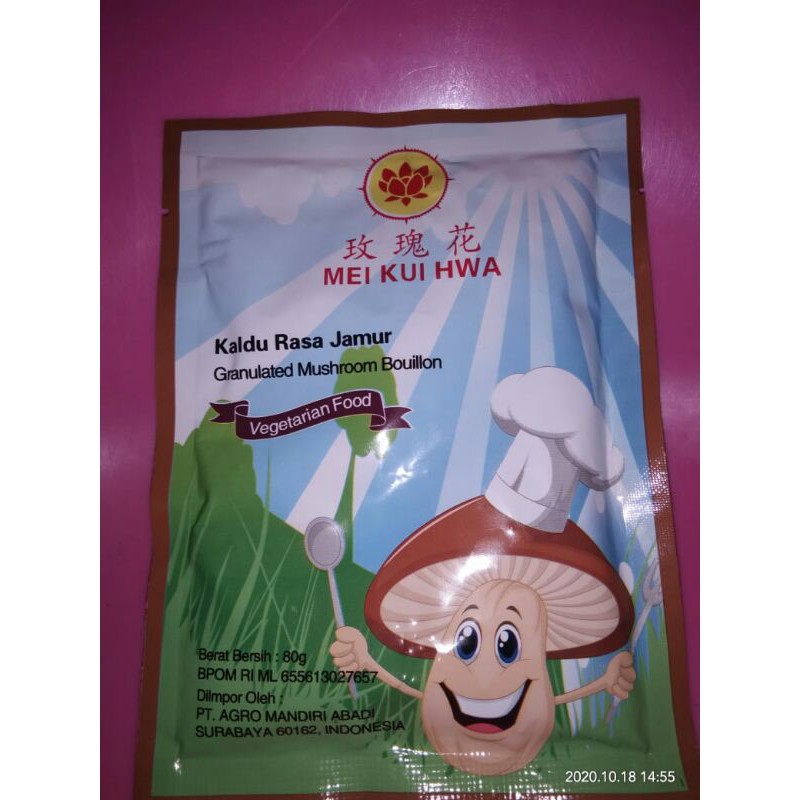 玫瑰花
MEI KUI HWA
Kaldu Rasa Jamur
Granulated Mushroom Bouillon
Vegetarian Food
Berat Bersih : 80g
BPOM RI ML 655613027657
DiImpor Oleh :
PT. AGRO MANDIRI ABADI
SURABAYA 60162, INDONESIA
2020.10.18 14:55